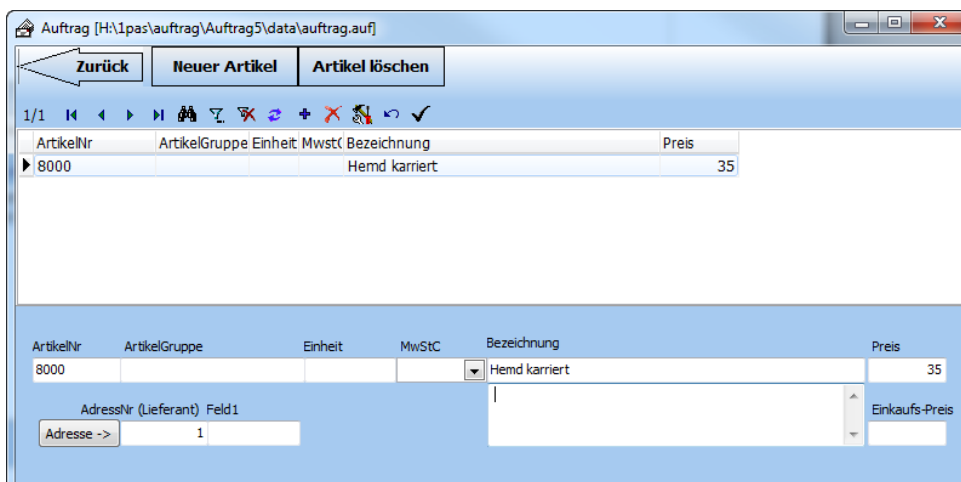 Auftrag [H:\1pas\auftrag\Auftrag5\data\auftrag.auf]
Zurück Neuer Artikel Artikel löschen
1/1
ArtikelNr ArtikelGruppe Einheit Mwst( Bezeichnung Preis
8000 Hemd karriert 35
ArtikelNr ArtikelGruppe Einheit MwStC Bezeichnung Preis
8000 Hemd karriert 35
AdressNr (Lieferant) Feld1 Einkaufs-Preis
Adresse -> 1